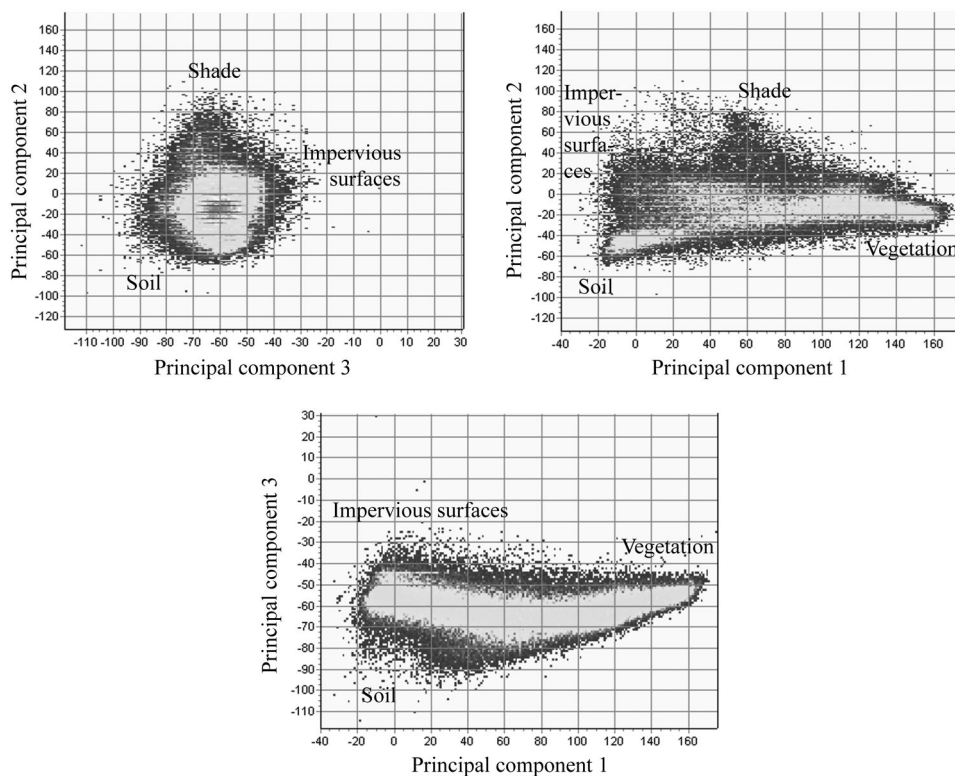 160
140
120
100
80
60
40
20
0
-20
-40
-60
-80
-100
-120
Principal component 2
Shade
Impervious
surfaces
Soil
-110 -100 -90 -80 -70 -60 -50 -40 -30 -20 -10 0 10 20 30
Principal component 3
160
140
120
100
80
60
40
20
0
-20
-40
-60
-80
-100
-120
Principal component 2
Imper-
vious
surfa-
ces
Shade
Vegetation
Soil
-40 -20 0 20 40 60 80 100 120 140 160
Principal component 1
30
20
10
0
-10
-20
-30
-40
-50
-60
-70
-80
-90
-100
-110
Principal component 3
Impervious surfaces
Vegetation
Soil
-40 -20 0 20 40 60 80 100 120 140 160
Principal component 1